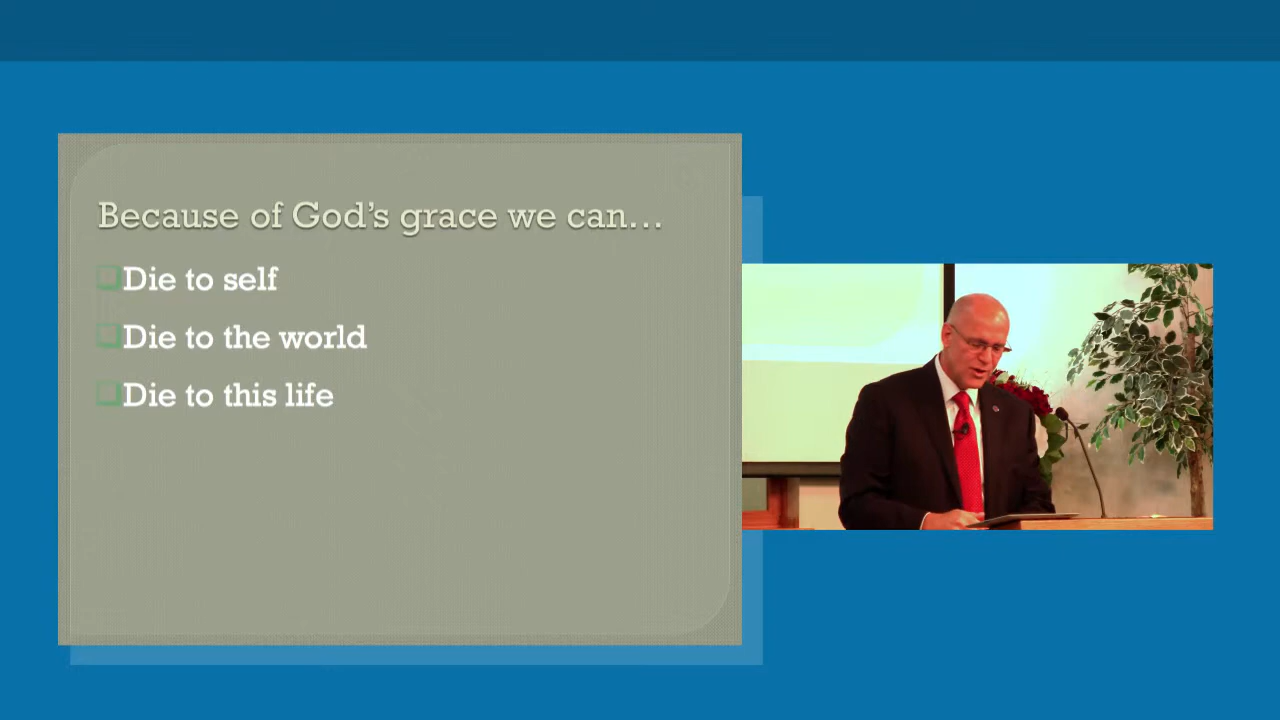 Because of God's grace we can…
Die to self
Die to the world
Die to this life